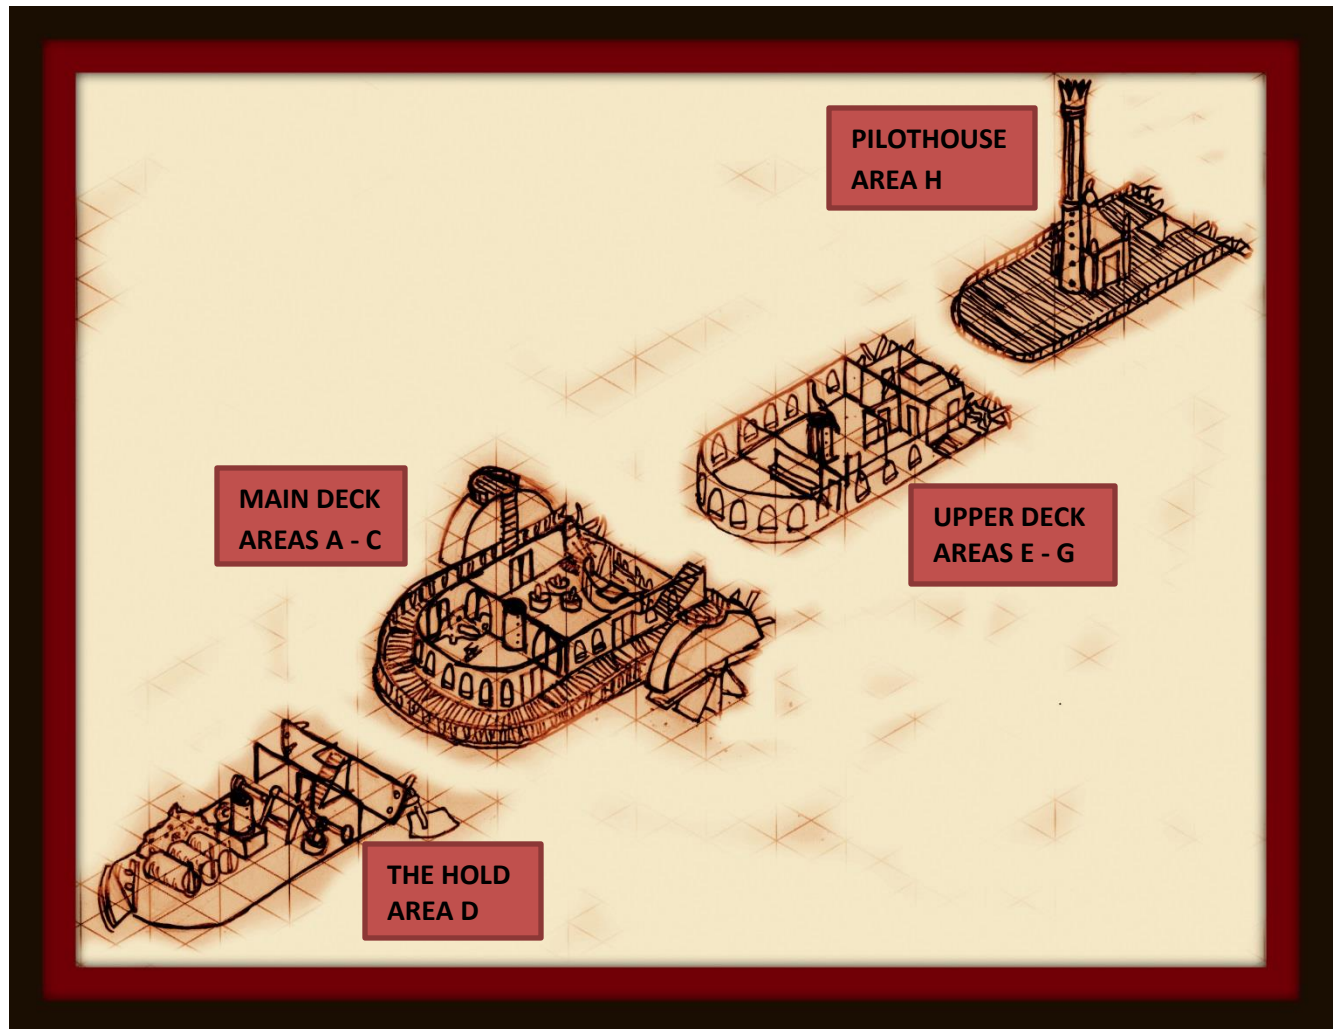 PILOTHOUSE
AREA H
MAIN DECK
AREAS A - C
UPPER DECK
AREAS E - G
THE HOLD
AREA D